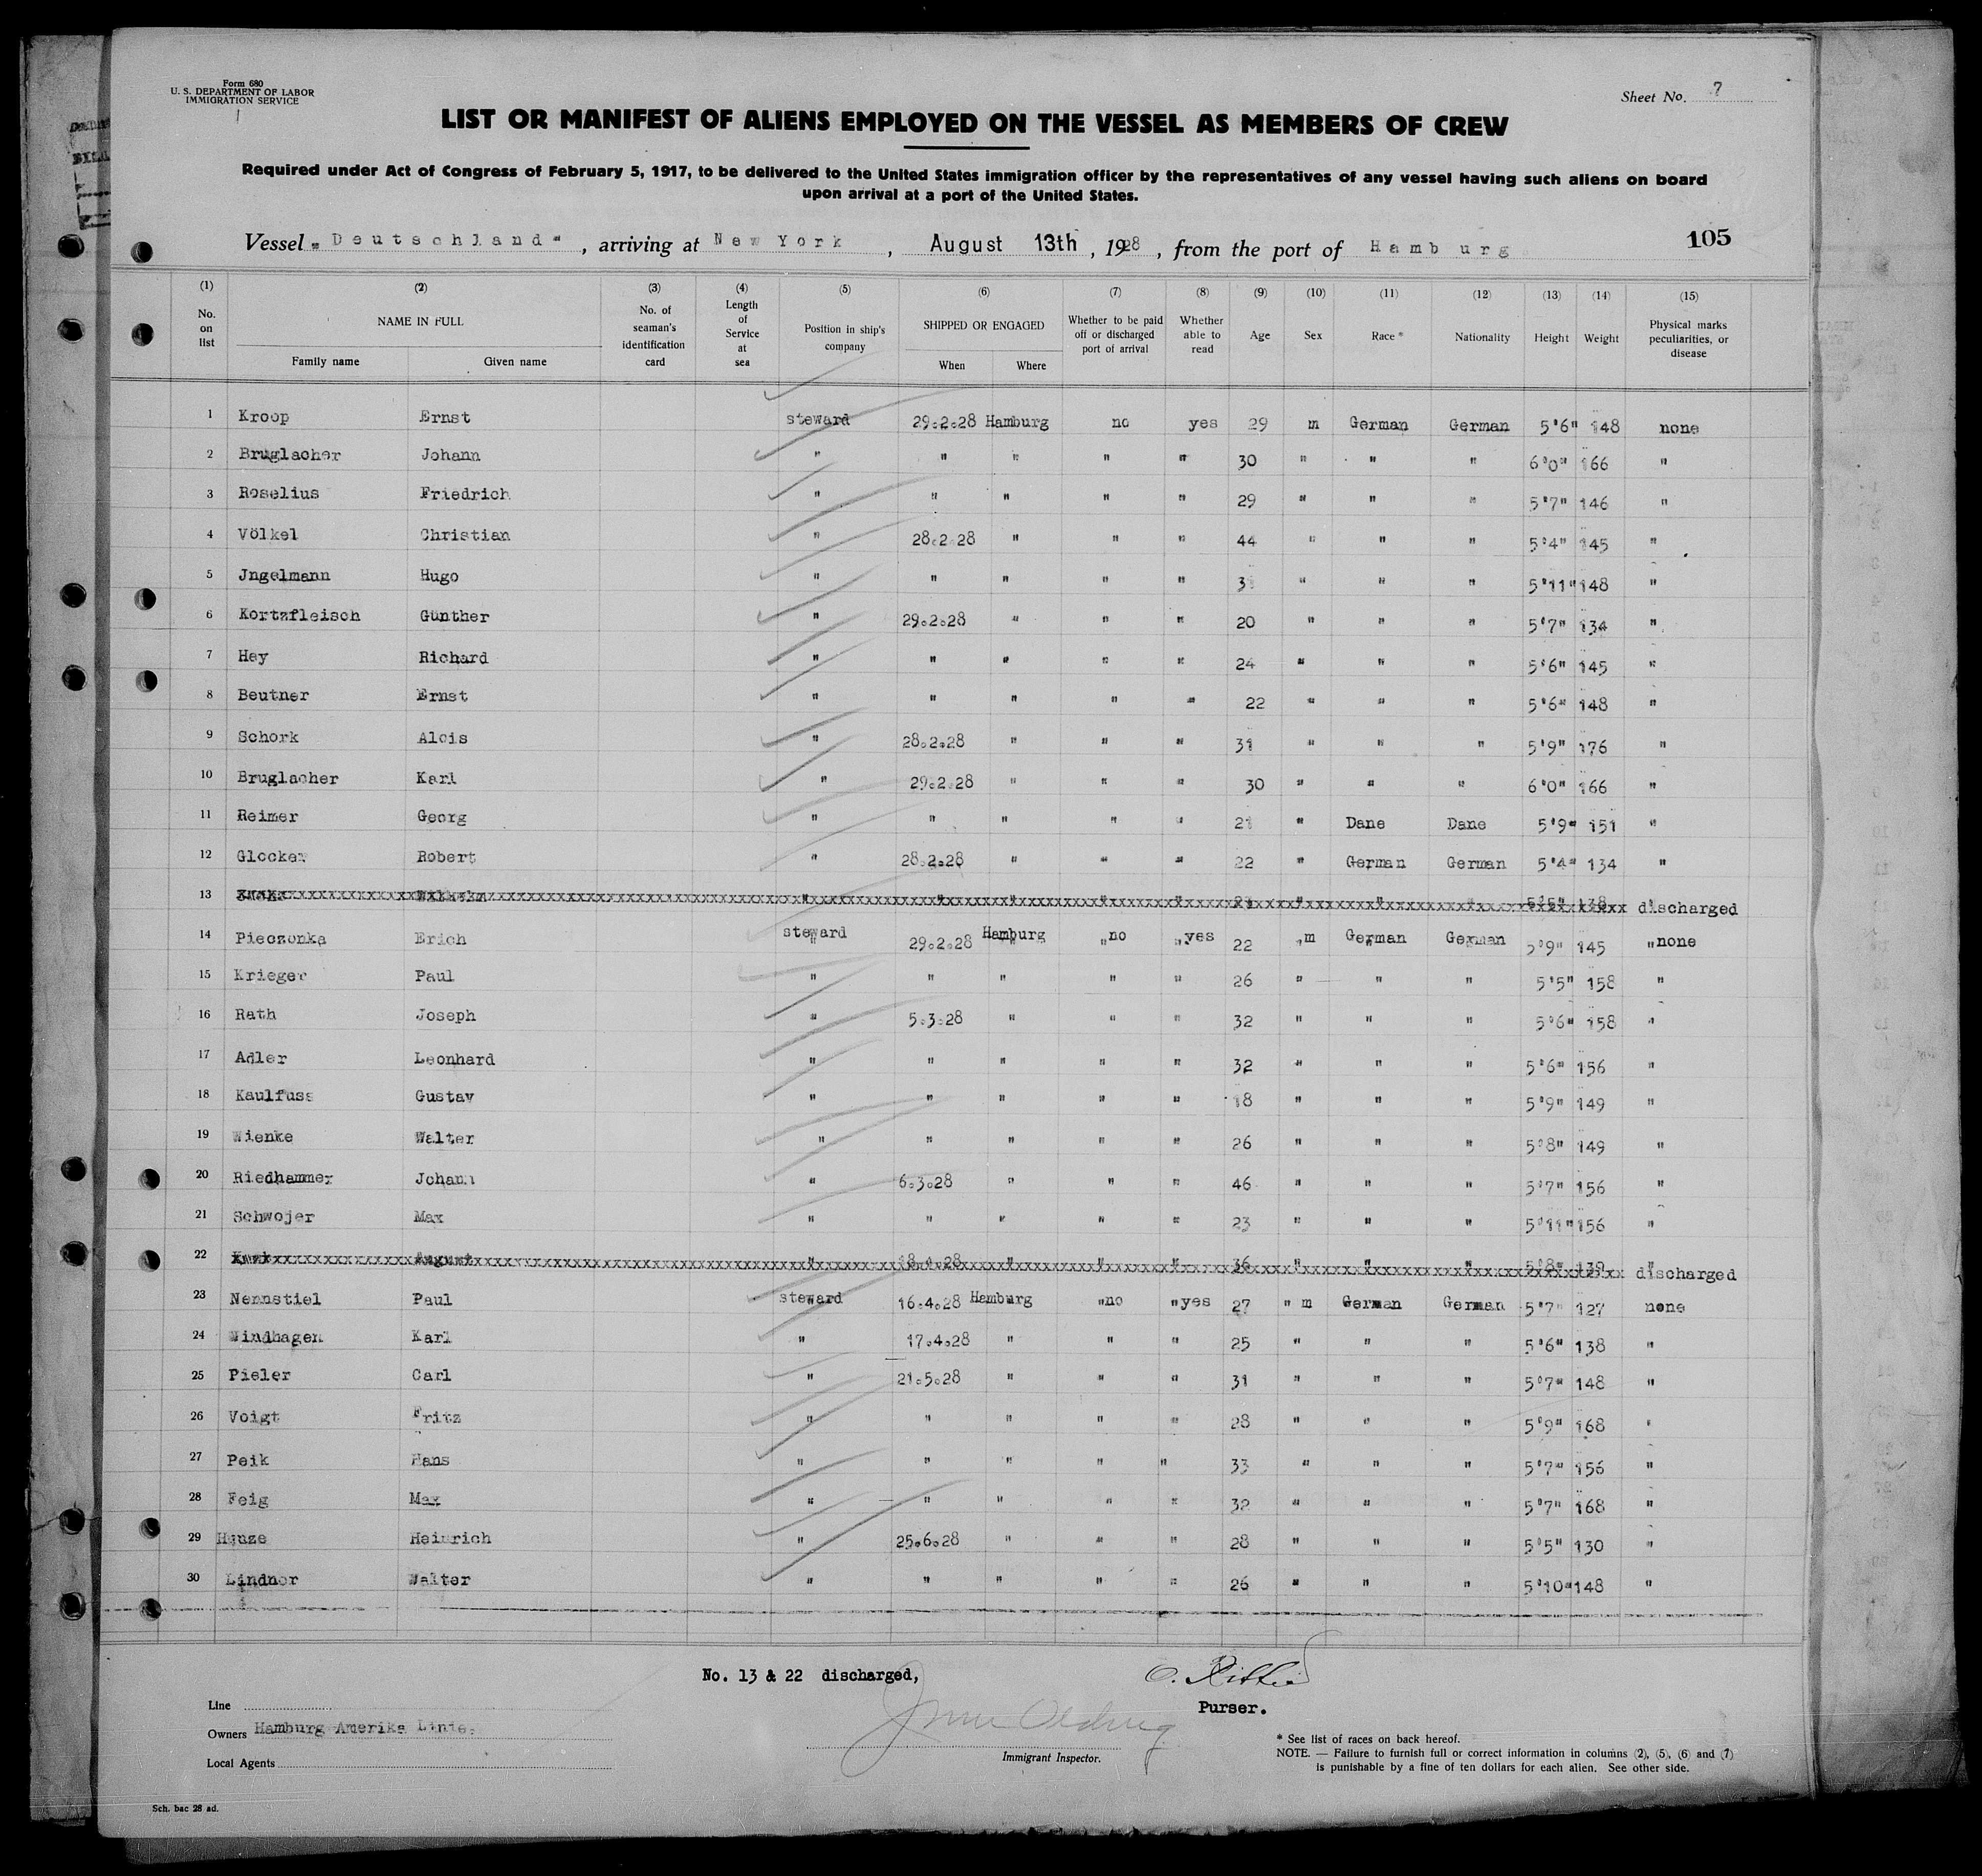 Form 680
U. S. DEPARTMENT OF LABOR
IMMIGRATION SERVICE
Sheet No. 7
LIST OR MANIFEST OF ALIENS EMPLOYED ON THE VESSEL AS MEMBERS OF CREW
Required under Act of Congress of February 5, 1917, to be delivered to the United States immigration officer by the representatives of any vessel having such aliens on board
upon arrival at a port of the United States.
Vessel "Deutschland", arriving at New York, August 13th, 1928, from the port of Hamburg 105
(1) (2) (3) (4) (5) (6) (7) (8) (9) (10) (11) (12) (13) (14) (15)
No. on list NAME IN FULL Family name Given name No. of seaman's identification card Length of Service at sea Position in ship's company SHIPPED OR ENGAGED When Where Whether to be paid off or discharged port of arrival Whether able to read Age Sex Race * Nationality Height Weight Physical marks peculiarities, or disease
1 Kroop Ernst steward 29.2.28 Hamburg no yes 29 m German German 5'6" 148 none
2 Bruglacher Johann " " " " " 30 " " " 6'0" 166 "
3 Roselius Friedrich " " " " " 29 " " " 5'7" 146 "
4 Völkel Christian " 28.2.28 " " " 44 " " " 5'4" 145 "
5 Jngelmann Hugo " " " " " " " " 5'11" 148 "
6 Kortzfleisch Günther " 29.2.28 " " " 20 " " " 5'7" 134 "
7 Hey Richard " " " " " 24 " " " 5'6" 145 "
8 Beutner Ernst " " " " " 22 " " " 5'6" 148 "
9 Schork Alois " 28.2.28 " " " 31 " " " 5'9" 176 "
10 Bruglacher Karl " 29.2.28 " " " 30 " " " 6'0" 166 "
11 Reimer Georg " " " " " 21 " Dane Dane 5'9" 151 "
12 Glocker Robert " 28.2.28 " " " 22 " German German 5'4" 134 "
13 Wilhelm " " " " " " " " 5'5" 138 discharged
14 Pieczonka Erich steward 29.2.28 Hamburg "no "yes 22 "m German German 5'9" 145 "none
15 Krieger Paul " " " " " 26 " " " 5'5" 158 "
16 Rath Joseph " 5.3.28 " " " 32 " " " 5'6" 158 "
17 Adler Leonhard " " " " " 32 " " " 5'6" 156 "
18 Kaulfuss Gustav " " " " " 18 " " " 5'9" 149 "
19 Wienke Walter " " " " " 26 " " " 5'8" 149 "
20 Riedhammer Johann " 6.3.28 " " " 46 " " " 5'7" 156 "
21 Schwojer Max " " " " " 23 " " " 5'11" 156 "
22 August " 18.4.28 " " " 36 " " " 5'8" 139 " discharged
23 Nennstiel Paul steward 16.4.28 Hamburg "no "yes 27 " m German German 5'7" 127 none
24 Windhagen Karl " 17.4.28 " " " 25 " " " 5'6" 138 "
25 Pieler Carl " 21.5.28 " " " 31 " " " 5'7" 148 "
26 Voigt Fritz " " " " " 28 " " " 5'9" 168 "
27 Peik Hans " " " " " 33 " " " 5'7" 156 "
28 Feig Max " " " " " 32 " " " 5'7" 168 "
29 Heinrich " 25.6.28 " " " 28 " " " 5'5" 130 "
30 Lindner Walter " " " " " 26 " " " 5'10" 148 "
No. 13 & 22 discharged,
Purser.
Line
Owners Hamburg Amerika Linie.
Local Agents
Immigrant Inspector.
* See list of races on back hereof.
NOTE. — Failure to furnish full or correct information in columns (2), (5), (6) and (7)
is punishable by a fine of ten dollars for each alien. See other side.
Sch. bac 28 ad.